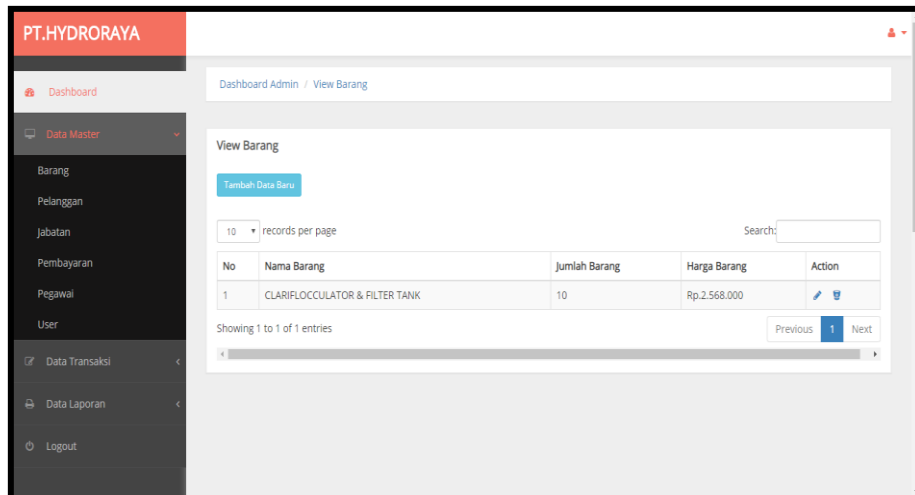 PT.HYDRORAYA
Dashboard
Data Master
Barang
Pelanggan
Jabatan
Pembayaran
Pegawai
User
Data Transaksi
Data Laporan
Logout
Dashboard Admin / View Barang
View Barang
Tambah Data Baru
10 records per page Search:
No Nama Barang Jumlah Barang Harga Barang Action
1 CLARIFLOCCULATOR & FILTER TANK 10 Rp.2.568.000
Showing 1 to 1 of 1 entries Previous 1 Next